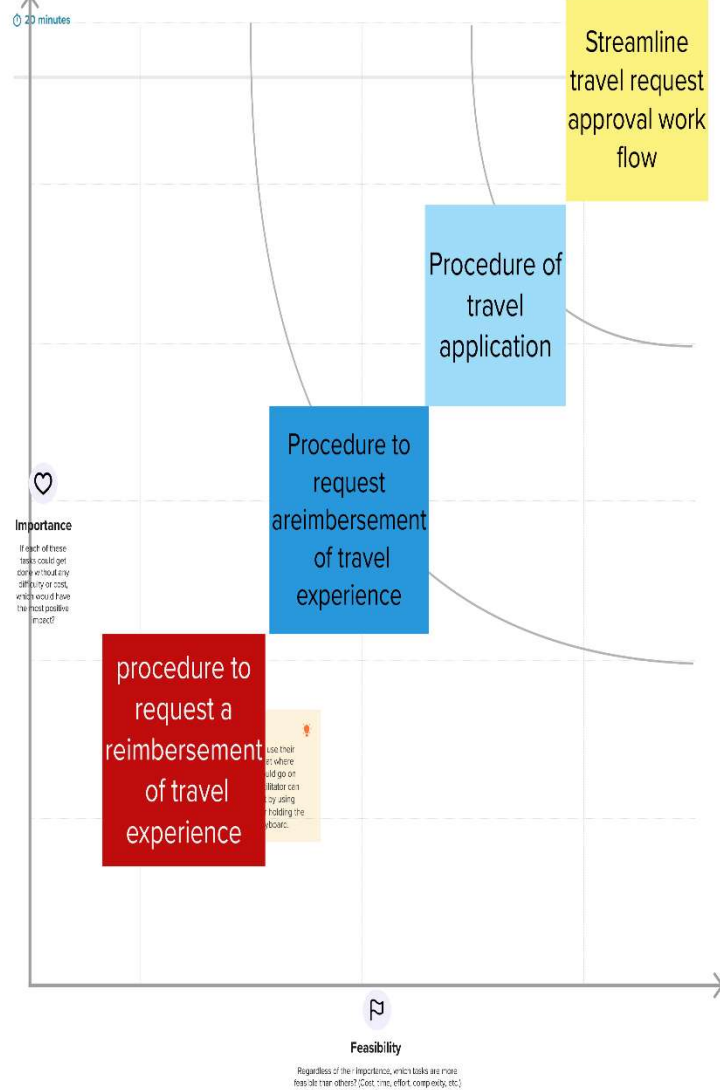 20 minutes
Streamline
travel request
approval work
flow
Procedure of
travel
application
Procedure to
request
areimbersement
of travel
experience
Importance
If each of these
tasks could get
done without any
difficulty or cost,
which would have
the most positive
impact?
procedure to
request a
reimbersement
of travel
experience
use their
at where
uld go on
ilitator can
by using
holding the
yboard.
Feasibility
Regardless of their importance, which tasks are more
feasible than others? (Cost, time, effort, complexity, etc.)